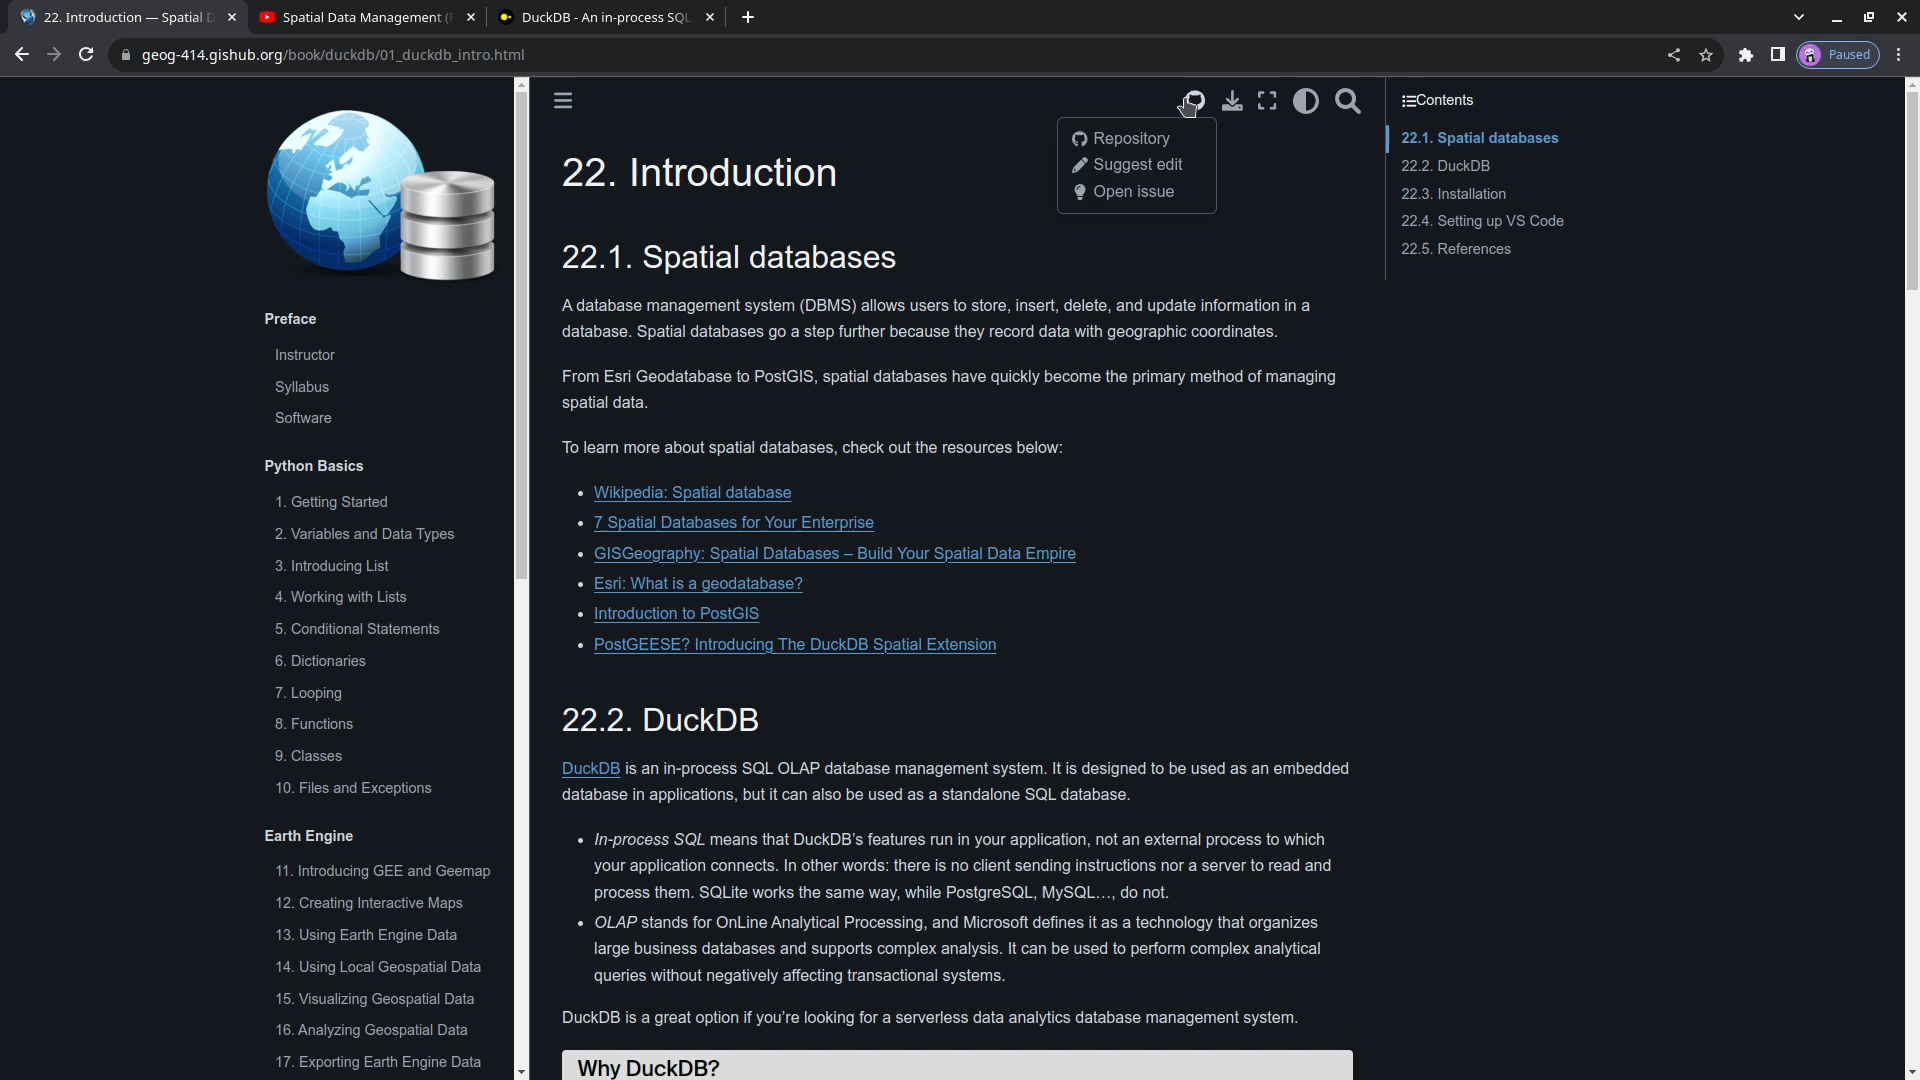 22. Introduction — Spatial D
Spatial Data Management (F
DuckDB - An in-process SQL
geog-414.gishub.org/book/duckdb/01_duckdb_intro.html
Paused
Preface
Instructor
Syllabus
Software
Python Basics
1. Getting Started
2. Variables and Data Types
3. Introducing List
4. Working with Lists
5. Conditional Statements
6. Dictionaries
7. Looping
8. Functions
9. Classes
10. Files and Exceptions
Earth Engine
11. Introducing GEE and Geemap
12. Creating Interactive Maps
13. Using Earth Engine Data
14. Using Local Geospatial Data
15. Visualizing Geospatial Data
16. Analyzing Geospatial Data
17. Exporting Earth Engine Data
Repository
Suggest edit
Open issue
22. Introduction
22.1. Spatial databases
A database management system (DBMS) allows users to store, insert, delete, and update information in a
database. Spatial databases go a step further because they record data with geographic coordinates.
From Esri Geodatabase to PostGIS, spatial databases have quickly become the primary method of managing
spatial data.
To learn more about spatial databases, check out the resources below:
• Wikipedia: Spatial database
• 7 Spatial Databases for Your Enterprise
• GISGeography: Spatial Databases – Build Your Spatial Data Empire
• Esri: What is a geodatabase?
• Introduction to PostGIS
• PostGEESE? Introducing The DuckDB Spatial Extension
22.2. DuckDB
DuckDB is an in-process SQL OLAP database management system. It is designed to be used as an embedded
database in applications, but it can also be used as a standalone SQL database.
• In-process SQL means that DuckDB's features run in your application, not an external process to which
your application connects. In other words: there is no client sending instructions nor a server to read and
process them. SQLite works the same way, while PostgreSQL, MySQL…, do not.
• OLAP stands for OnLine Analytical Processing, and Microsoft defines it as a technology that organizes
large business databases and supports complex analysis. It can be used to perform complex analytical
queries without negatively affecting transactional systems.
DuckDB is a great option if you're looking for a serverless data analytics database management system.
Why DuckDB?
Contents
22.1. Spatial databases
22.2. DuckDB
22.3. Installation
22.4. Setting up VS Code
22.5. References